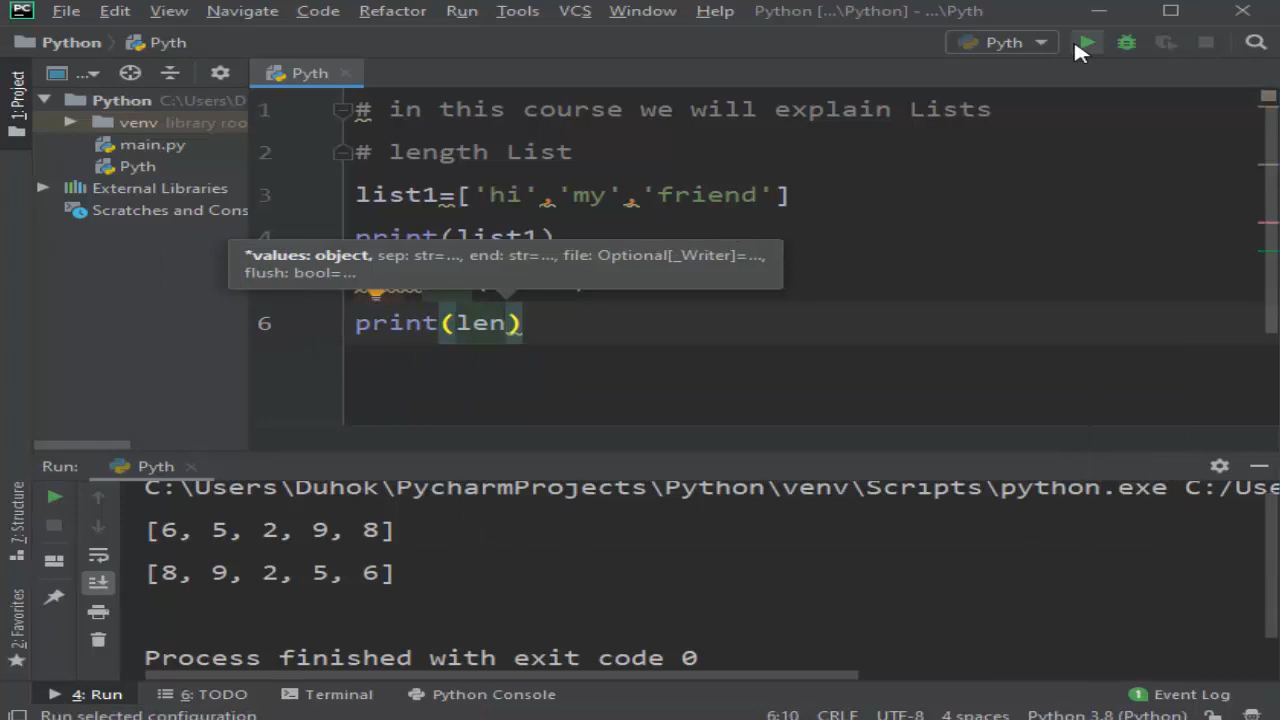 PC File Edit View Navigate Code Refactor Run Tools VCS Window Help Python [...\Python] - ...\Pyth
Python Pyth Pyth
1: Project
... Pyth
Python C:\Users\D
venv library roo
main.py
Pyth
External Libraries
Scratches and Cons
1 # in this course we will explain Lists
2 # length List
3 list1=['hi','my','friend']
4 print(list1)
*values: object, sep: str=..., end: str=..., file: Optional[_Writer]=...,
flush: bool=...
6 print(len)
Run: Pyth
C:\Users\Duhok\PycharmProjects\Python\venv\Scripts\python.exe C:/Use
[6, 5, 2, 9, 8]
[8, 9, 2, 5, 6]
Process finished with exit code 0
7: Structure
2: Favorites
4: Run 6: TODO Terminal Python Console 1 Event Log
Run selected configuration 6:10 CRLF UTF-8 4 spaces Python 3.8 (Python)